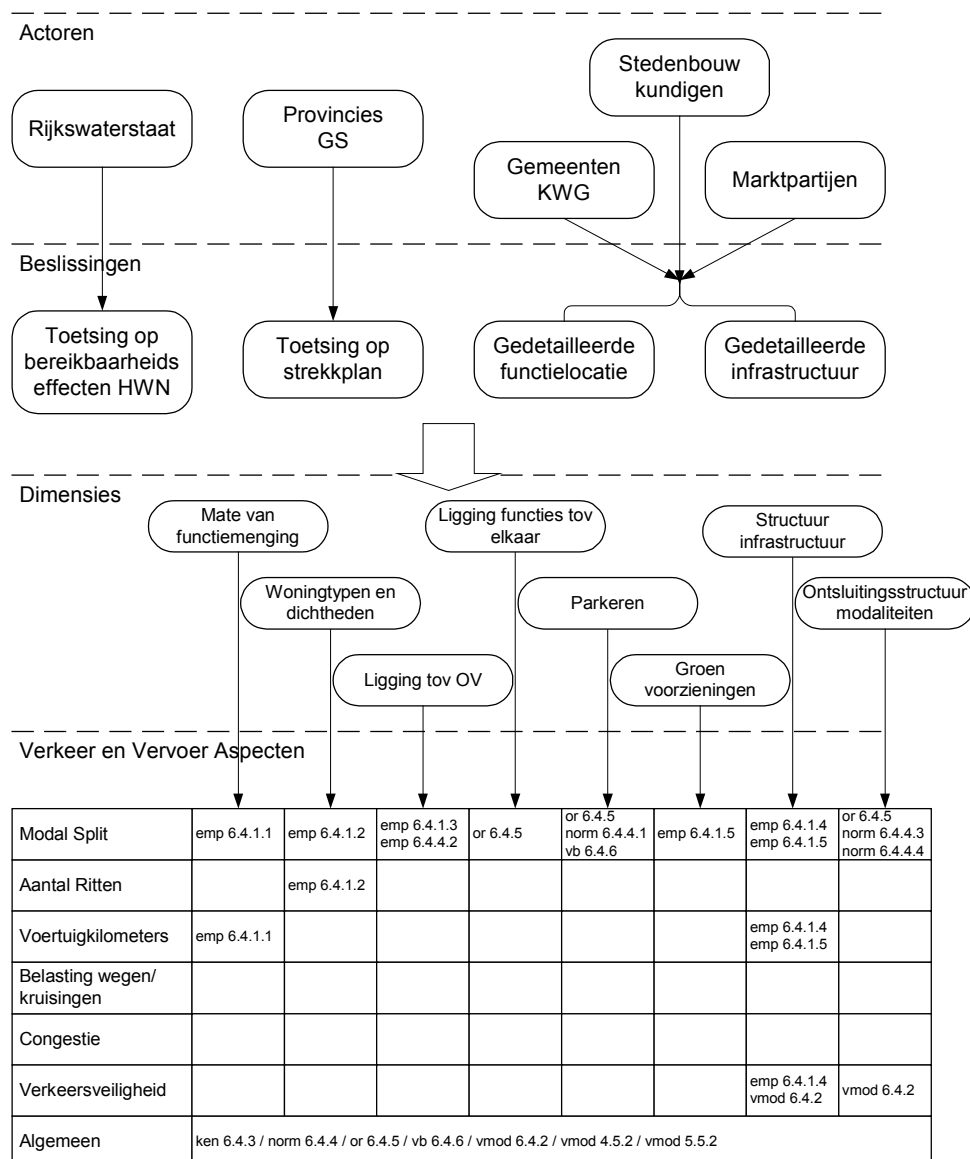 Actoren
Stedenbouw
kundigen
Rijkswaterstaat
Provincies
GS
Gemeenten
KWG
Marktpartijen
Beslissingen
Toetsing op
bereikbaarheids
effecten HWN
Toetsing op
strekkplan
Gedetailleerde
functielocatie
Gedetailleerde
infrastructuur
Dimensies
Mate van
functiemenging
Ligging functies tov
elkaar
Structuur
infrastructuur
Woningtypen en
dichtheden
Parkeren
Ontsluitingsstructuur
modaliteiten
Ligging tov OV
Groen
voorzieningen
Verkeer en Vervoer Aspecten
Modal Split
emp 6.4.1.1
emp 6.4.1.2
emp 6.4.1.3
emp 6.4.4.2
or 6.4.5
or 6.4.5
norm 6.4.4.1
vb 6.4.6
emp 6.4.1.5
emp 6.4.1.4
emp 6.4.1.5
or 6.4.5
norm 6.4.4.3
norm 6.4.4.4
Aantal Ritten
emp 6.4.1.2
Voertuigkilometers
emp 6.4.1.1
emp 6.4.1.4
emp 6.4.1.5
Belasting wegen/
kruisingen
Congestie
Verkeersveiligheid
emp 6.4.1.4
vmod 6.4.2
vmod 6.4.2
Algemeen
ken 6.4.3 / norm 6.4.4 / or 6.4.5 / vb 6.4.6 / vmod 6.4.2 / vmod 4.5.2 / vmod 5.5.2